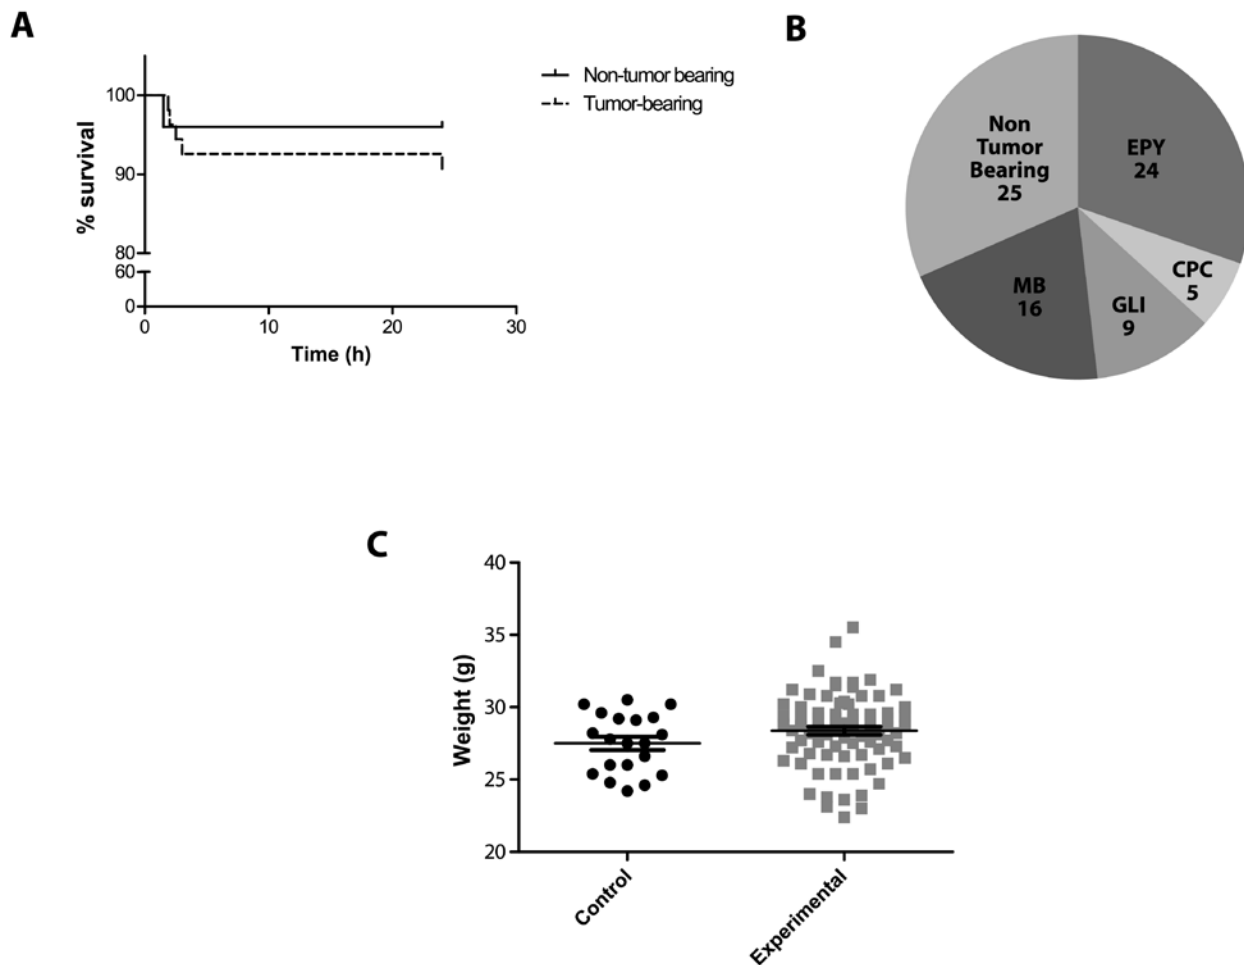 A
100
90
80
60
0
0
10
20
30
% survival
Time (h)
Non-tumor bearing
Tumor-bearing
B
Non
Tumor
Bearing
25
EPY
24
CPC
5
GLI
9
MB
16
C
40
35
30
25
20
Weight (g)
Control
Experimental